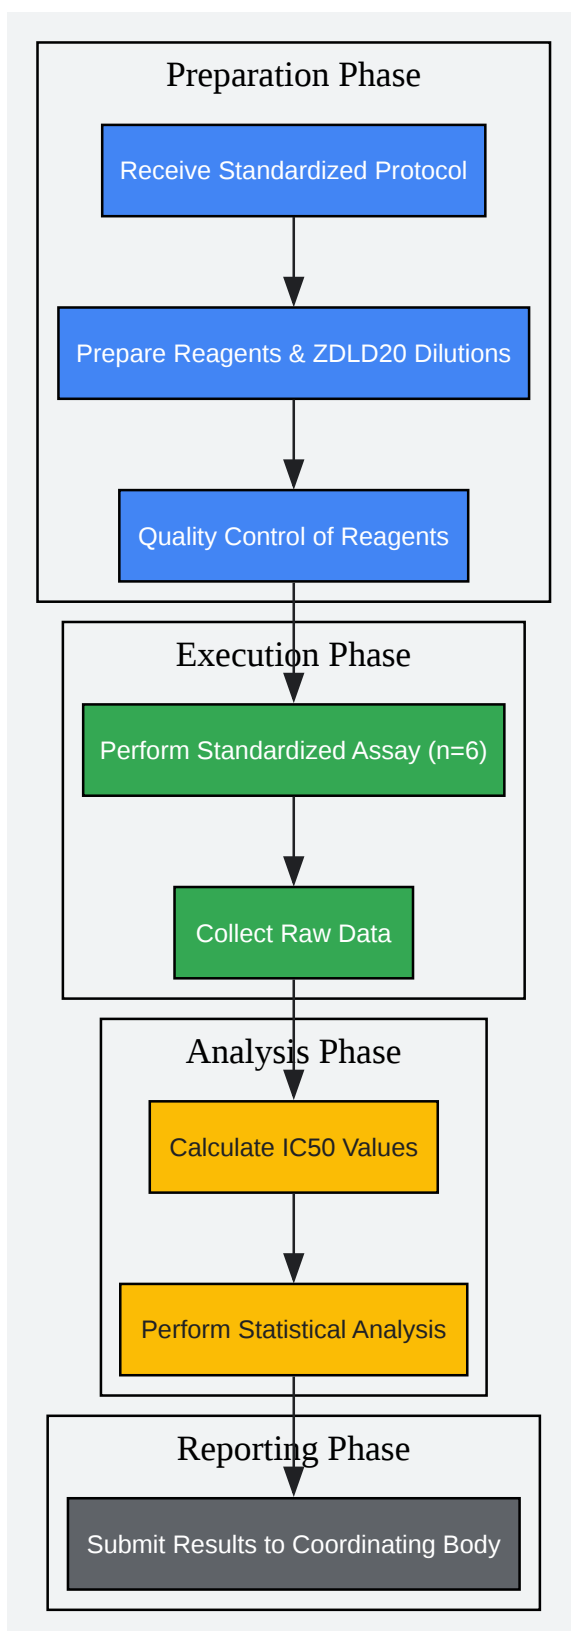 Preparation Phase
Receive Standardized Protocol
Prepare Reagents & ZDLD20 Dilutions
Quality Control of Reagents
Execution Phase
Perform Standardized Assay (n=6)
Collect Raw Data
Analysis Phase
Calculate IC50 Values
Perform Statistical Analysis
Reporting Phase
Submit Results to Coordinating Body